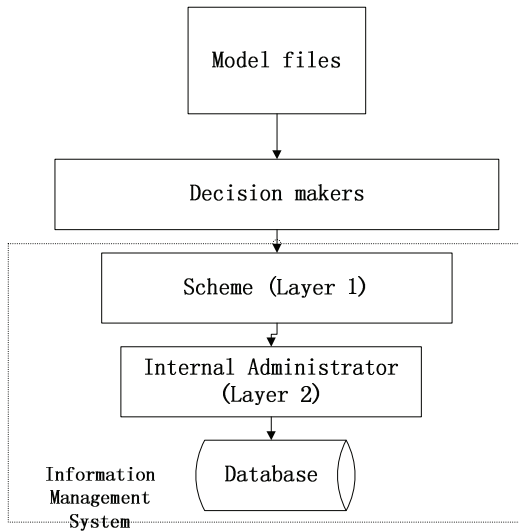 Model files
Decision makers
Scheme (Layer 1)
Internal Administrator
(Layer 2)
Database
Information
Management
System